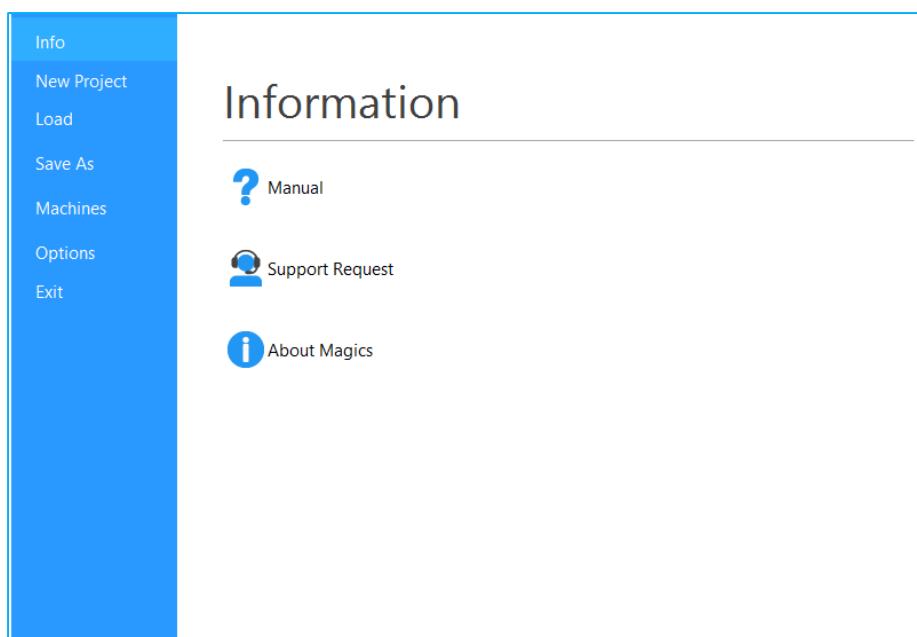 Info
New Project
Load
Save As
Machines
Options
Exit
Information
Manual
Support Request
About Magics